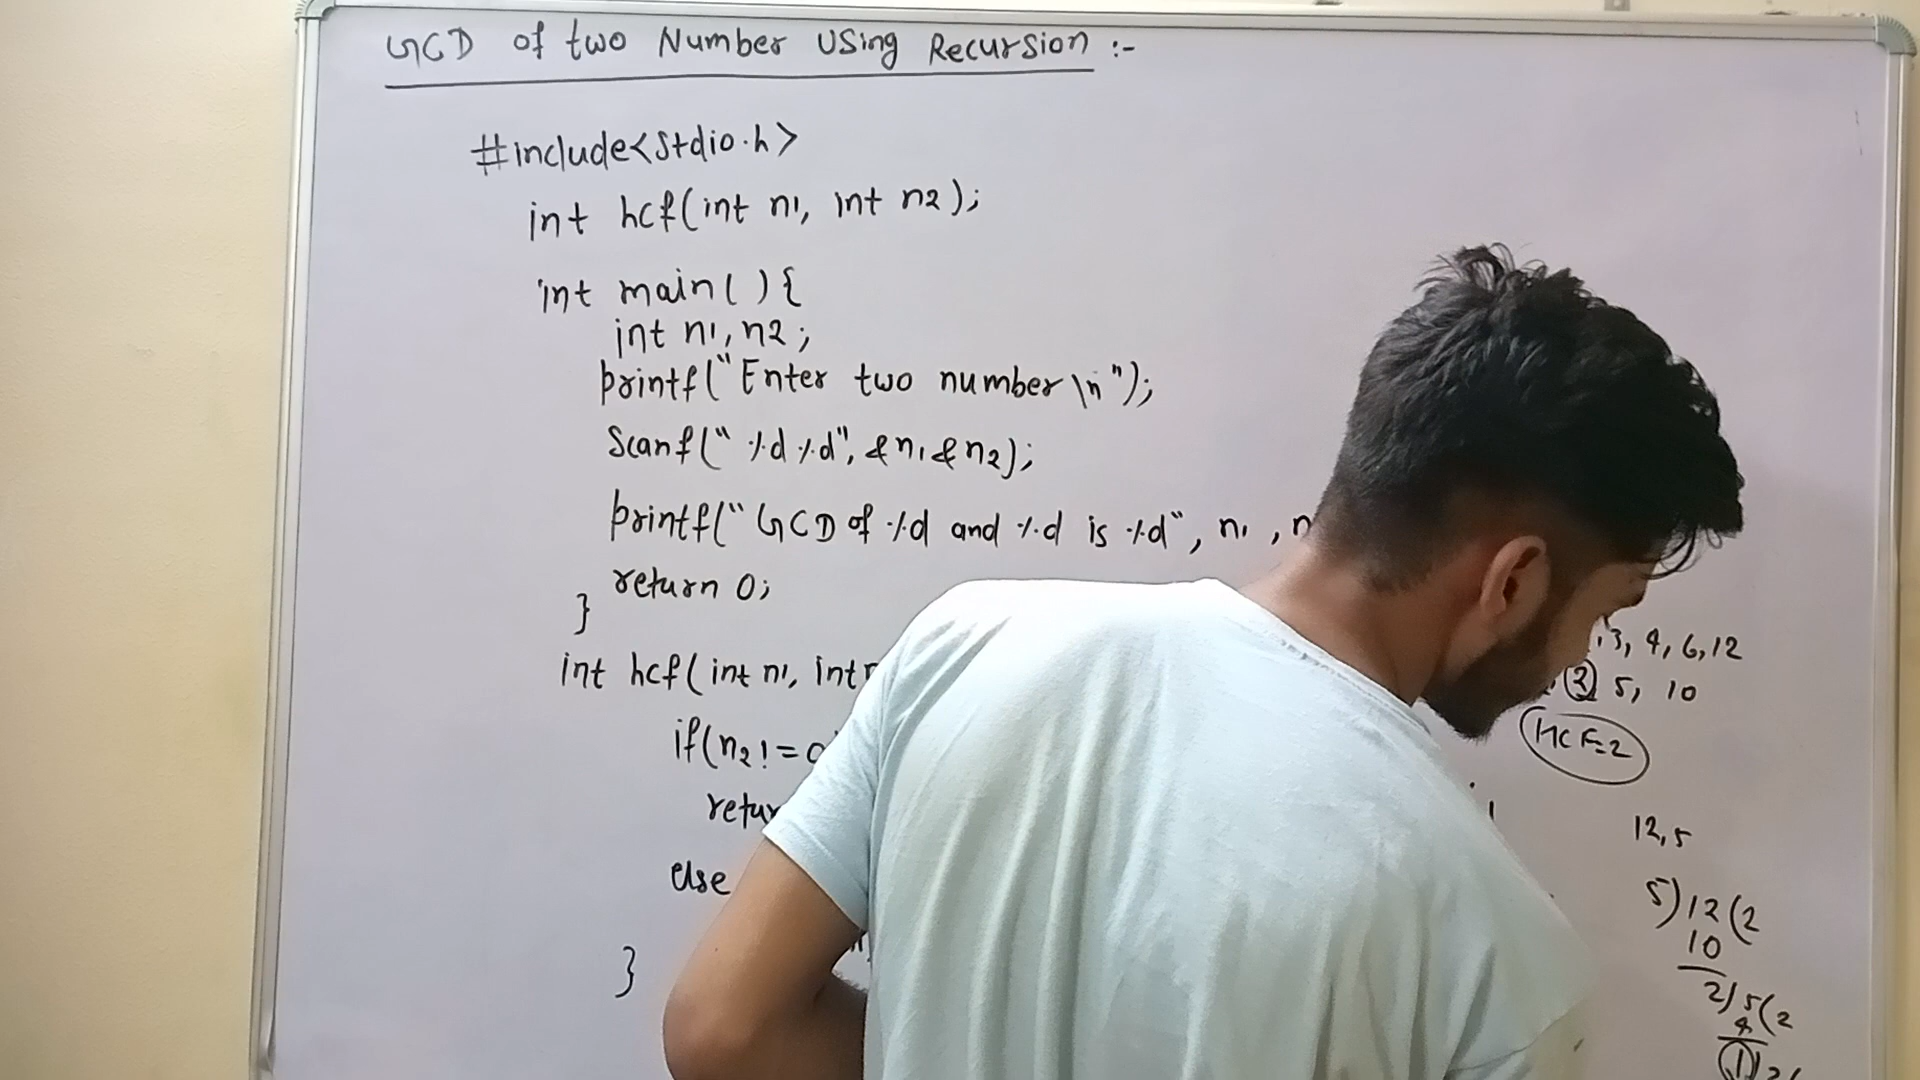 GCD of two Number Using Recursion :-
#include<stdio.h>
int hcf(int n1, int n2);
int main( ){
int n1, n2;
printf("Enter two number \n");
Scanf(" %d %d", &n1 & n2);
printf("GCD of %d and %d is %d", n1 , n
return 0;
}
int hcf(int n1, int
if(n2 != 0
retur
else
}
3, 4, 6, 12
2 5, 10
HCF=2
12,5
5)12(2
10
2)5(2
4
1